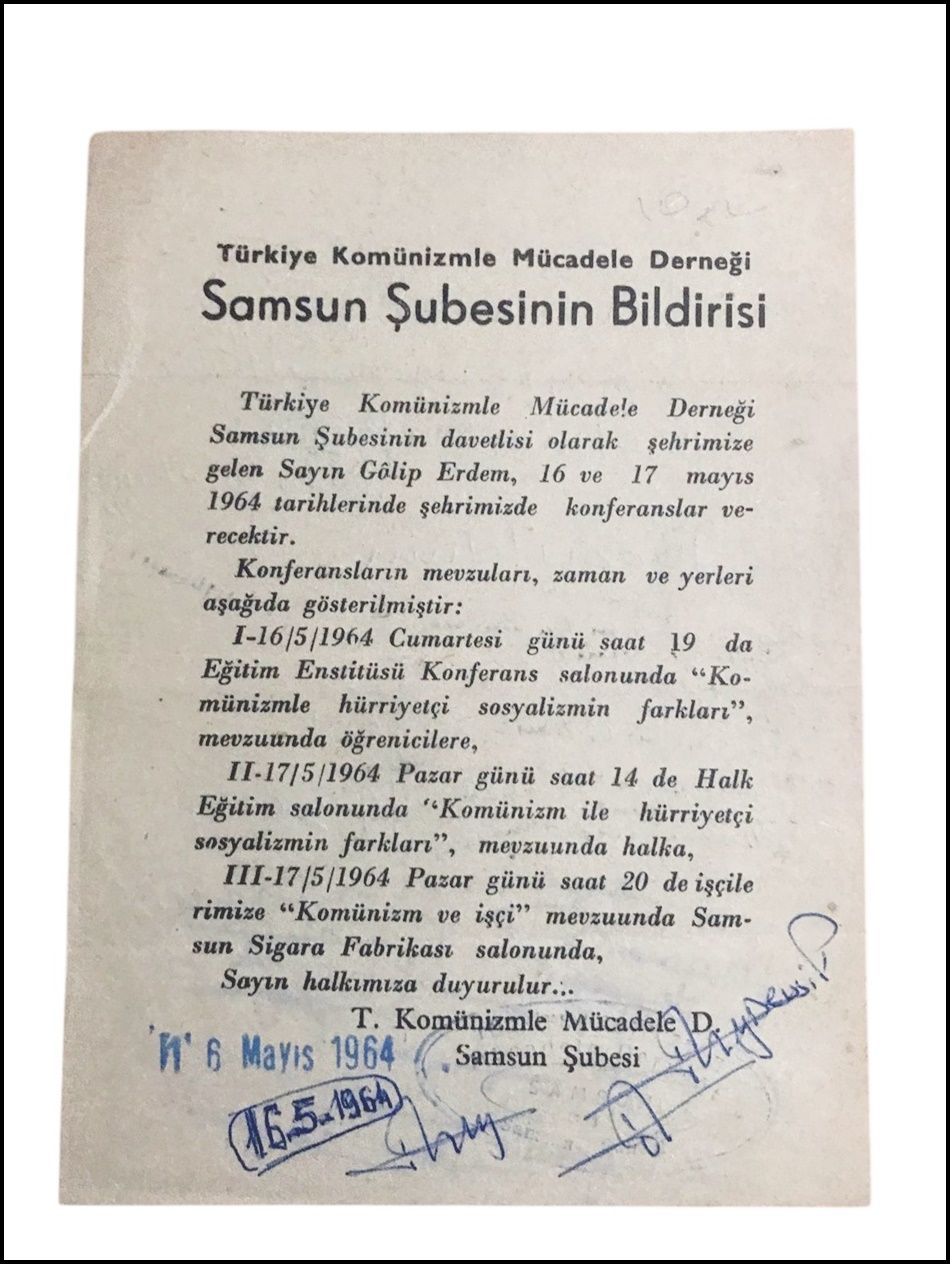 Türkiye Komünizmle Mücadele Derneği
Samsun Şubesinin Bildirisi
Türkiye Komünizmle Mücadele Derneği
Samsun Şubesinin davetlisi olarak şehrimize
gelen Sayın Gâlip Erdem, 16 ve 17 mayıs
1964 tarihlerinde şehrimizde konferanslar ve-
recektir.
Konferansların mevzuları, zaman ve yerleri
aşağıda gösterilmiştir:
I-16/5/1964 Cumartesi günü saat 19 da
Eğitim Enstitüsü Konferans salonunda “Ko-
münizmle hürriyetçi sosyalizmin farkları”,
mevzuunda öğrenicilere,
II-17/5/1964 Pazar günü saat 14 de Halk
Eğitim salonunda “Komünizm ile hürriyetçi
sosyalizmin farkları”, mevzuunda halka,
III-17/5/1964 Pazar günü saat 20 de işçile
rimize “Komünizm ve işçi” mevzuunda Sam-
sun Sigara Fabrikası salonunda,
Sayın halkımıza duyurulur...
T. Komünizmle Mücadele D.
6 Mayıs 1964
Samsun Şubesi
16.5.1964